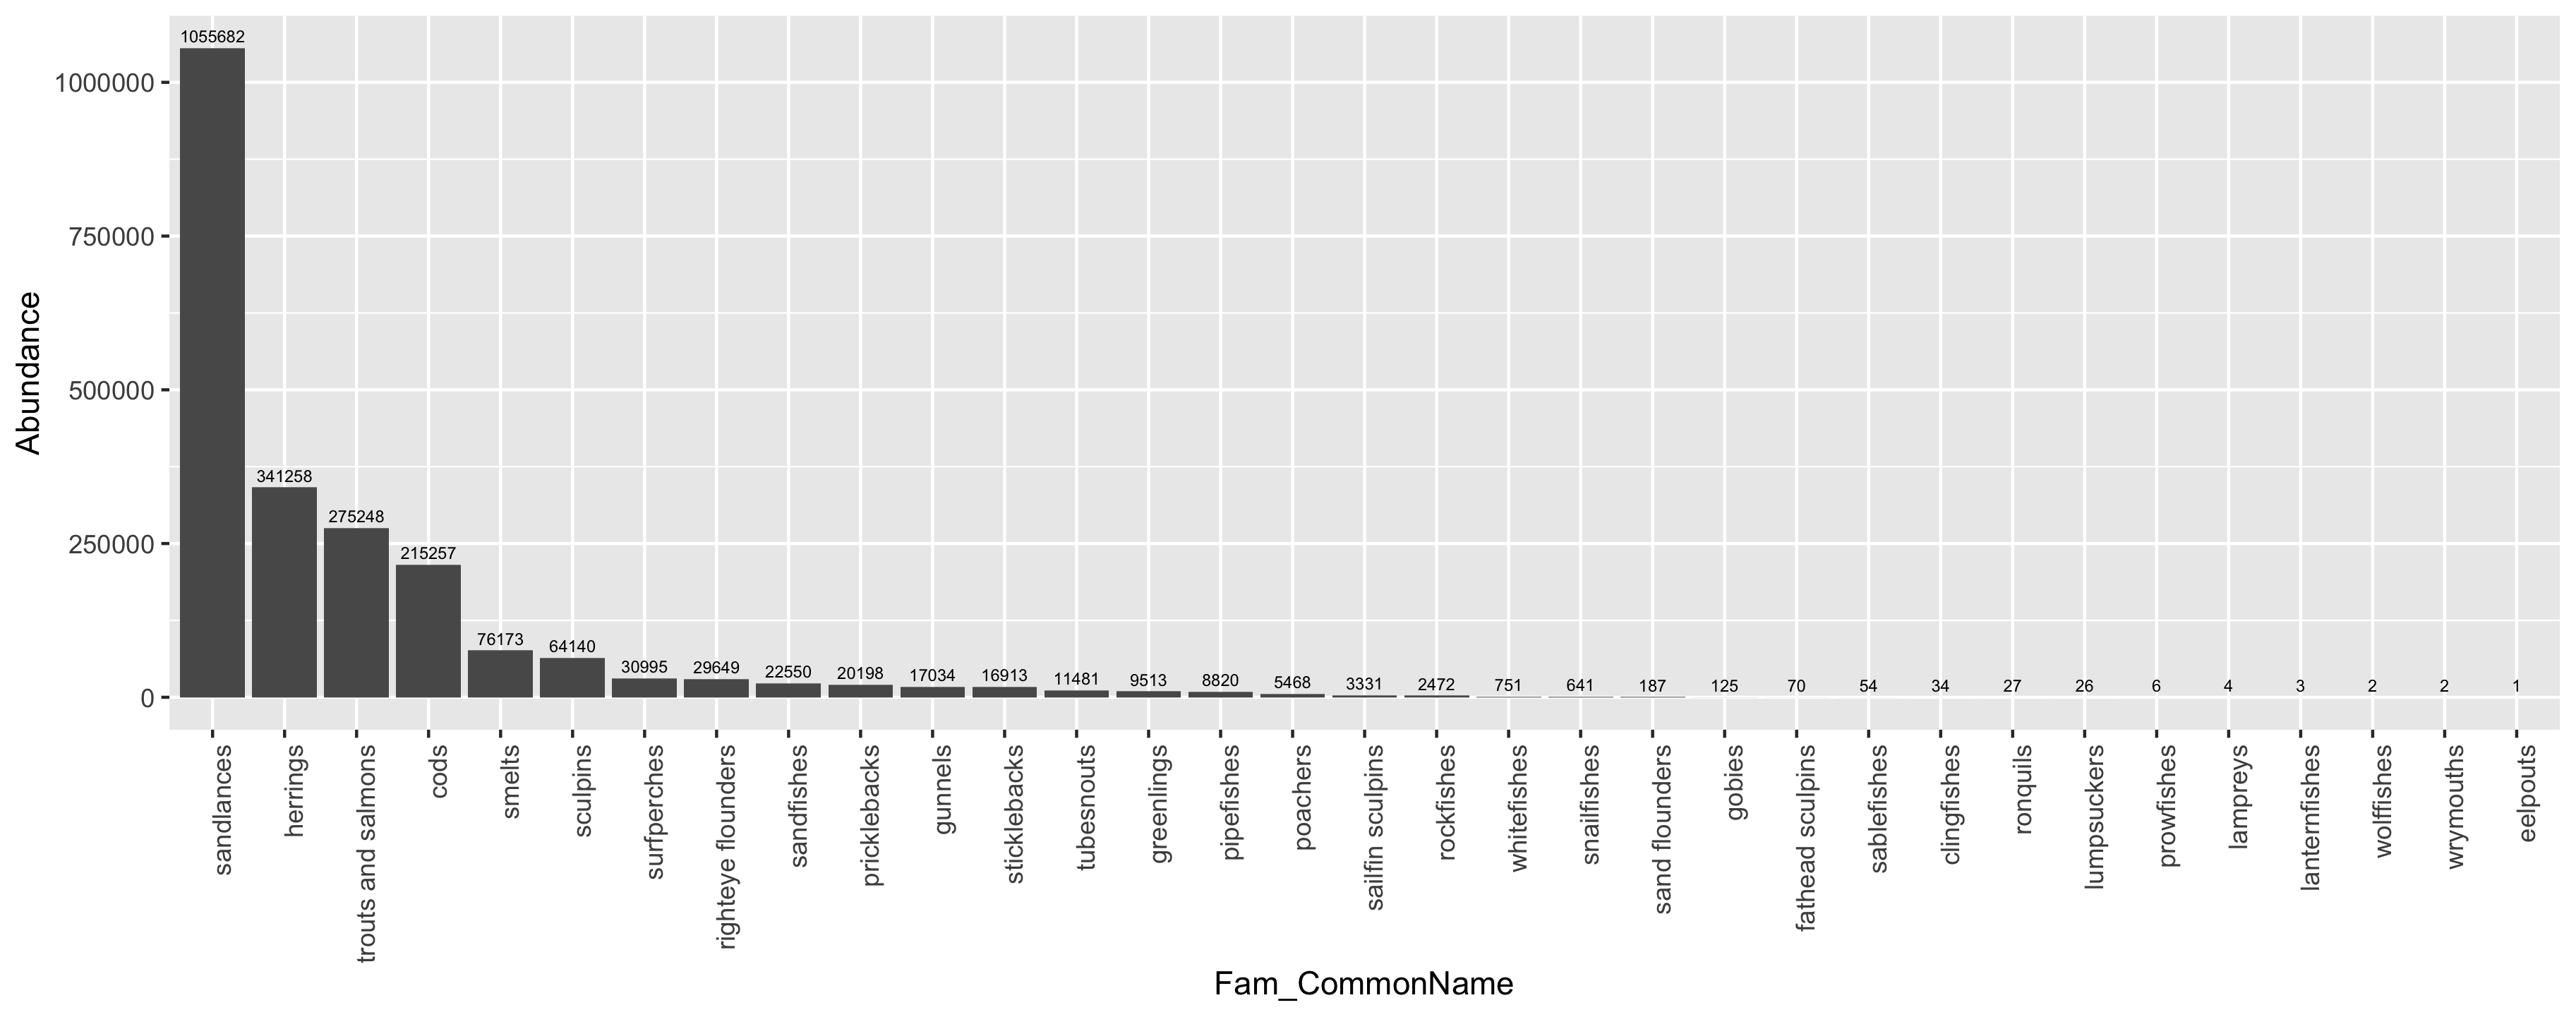 Abundance
1000000
750000
500000
250000
0
1055682
341258
275248
215257
76173
64140
30995
29649
22550
20198
17034
16913
11481
9513
8820
5468
3331
2472
751
641
187
125
70
54
34
27
26
6
4
3
2
2
1
sandlances
herrings
trouts and salmons
cods
smelts
sculpins
surfperches
righteye flounders
sandfishes
pricklebacks
gunnels
sticklebacks
tubesnouts
greenlings
pipefishes
poachers
sailfin sculpins
rockfishes
whitefishes
snailfishes
sand flounders
gobies
fathead sculpins
sablefishes
clingfishes
ronquils
lumpsuckers
prowfishes
lampreys
lanternfishes
wolffishes
wrymouths
eelpouts
Fam_CommonName